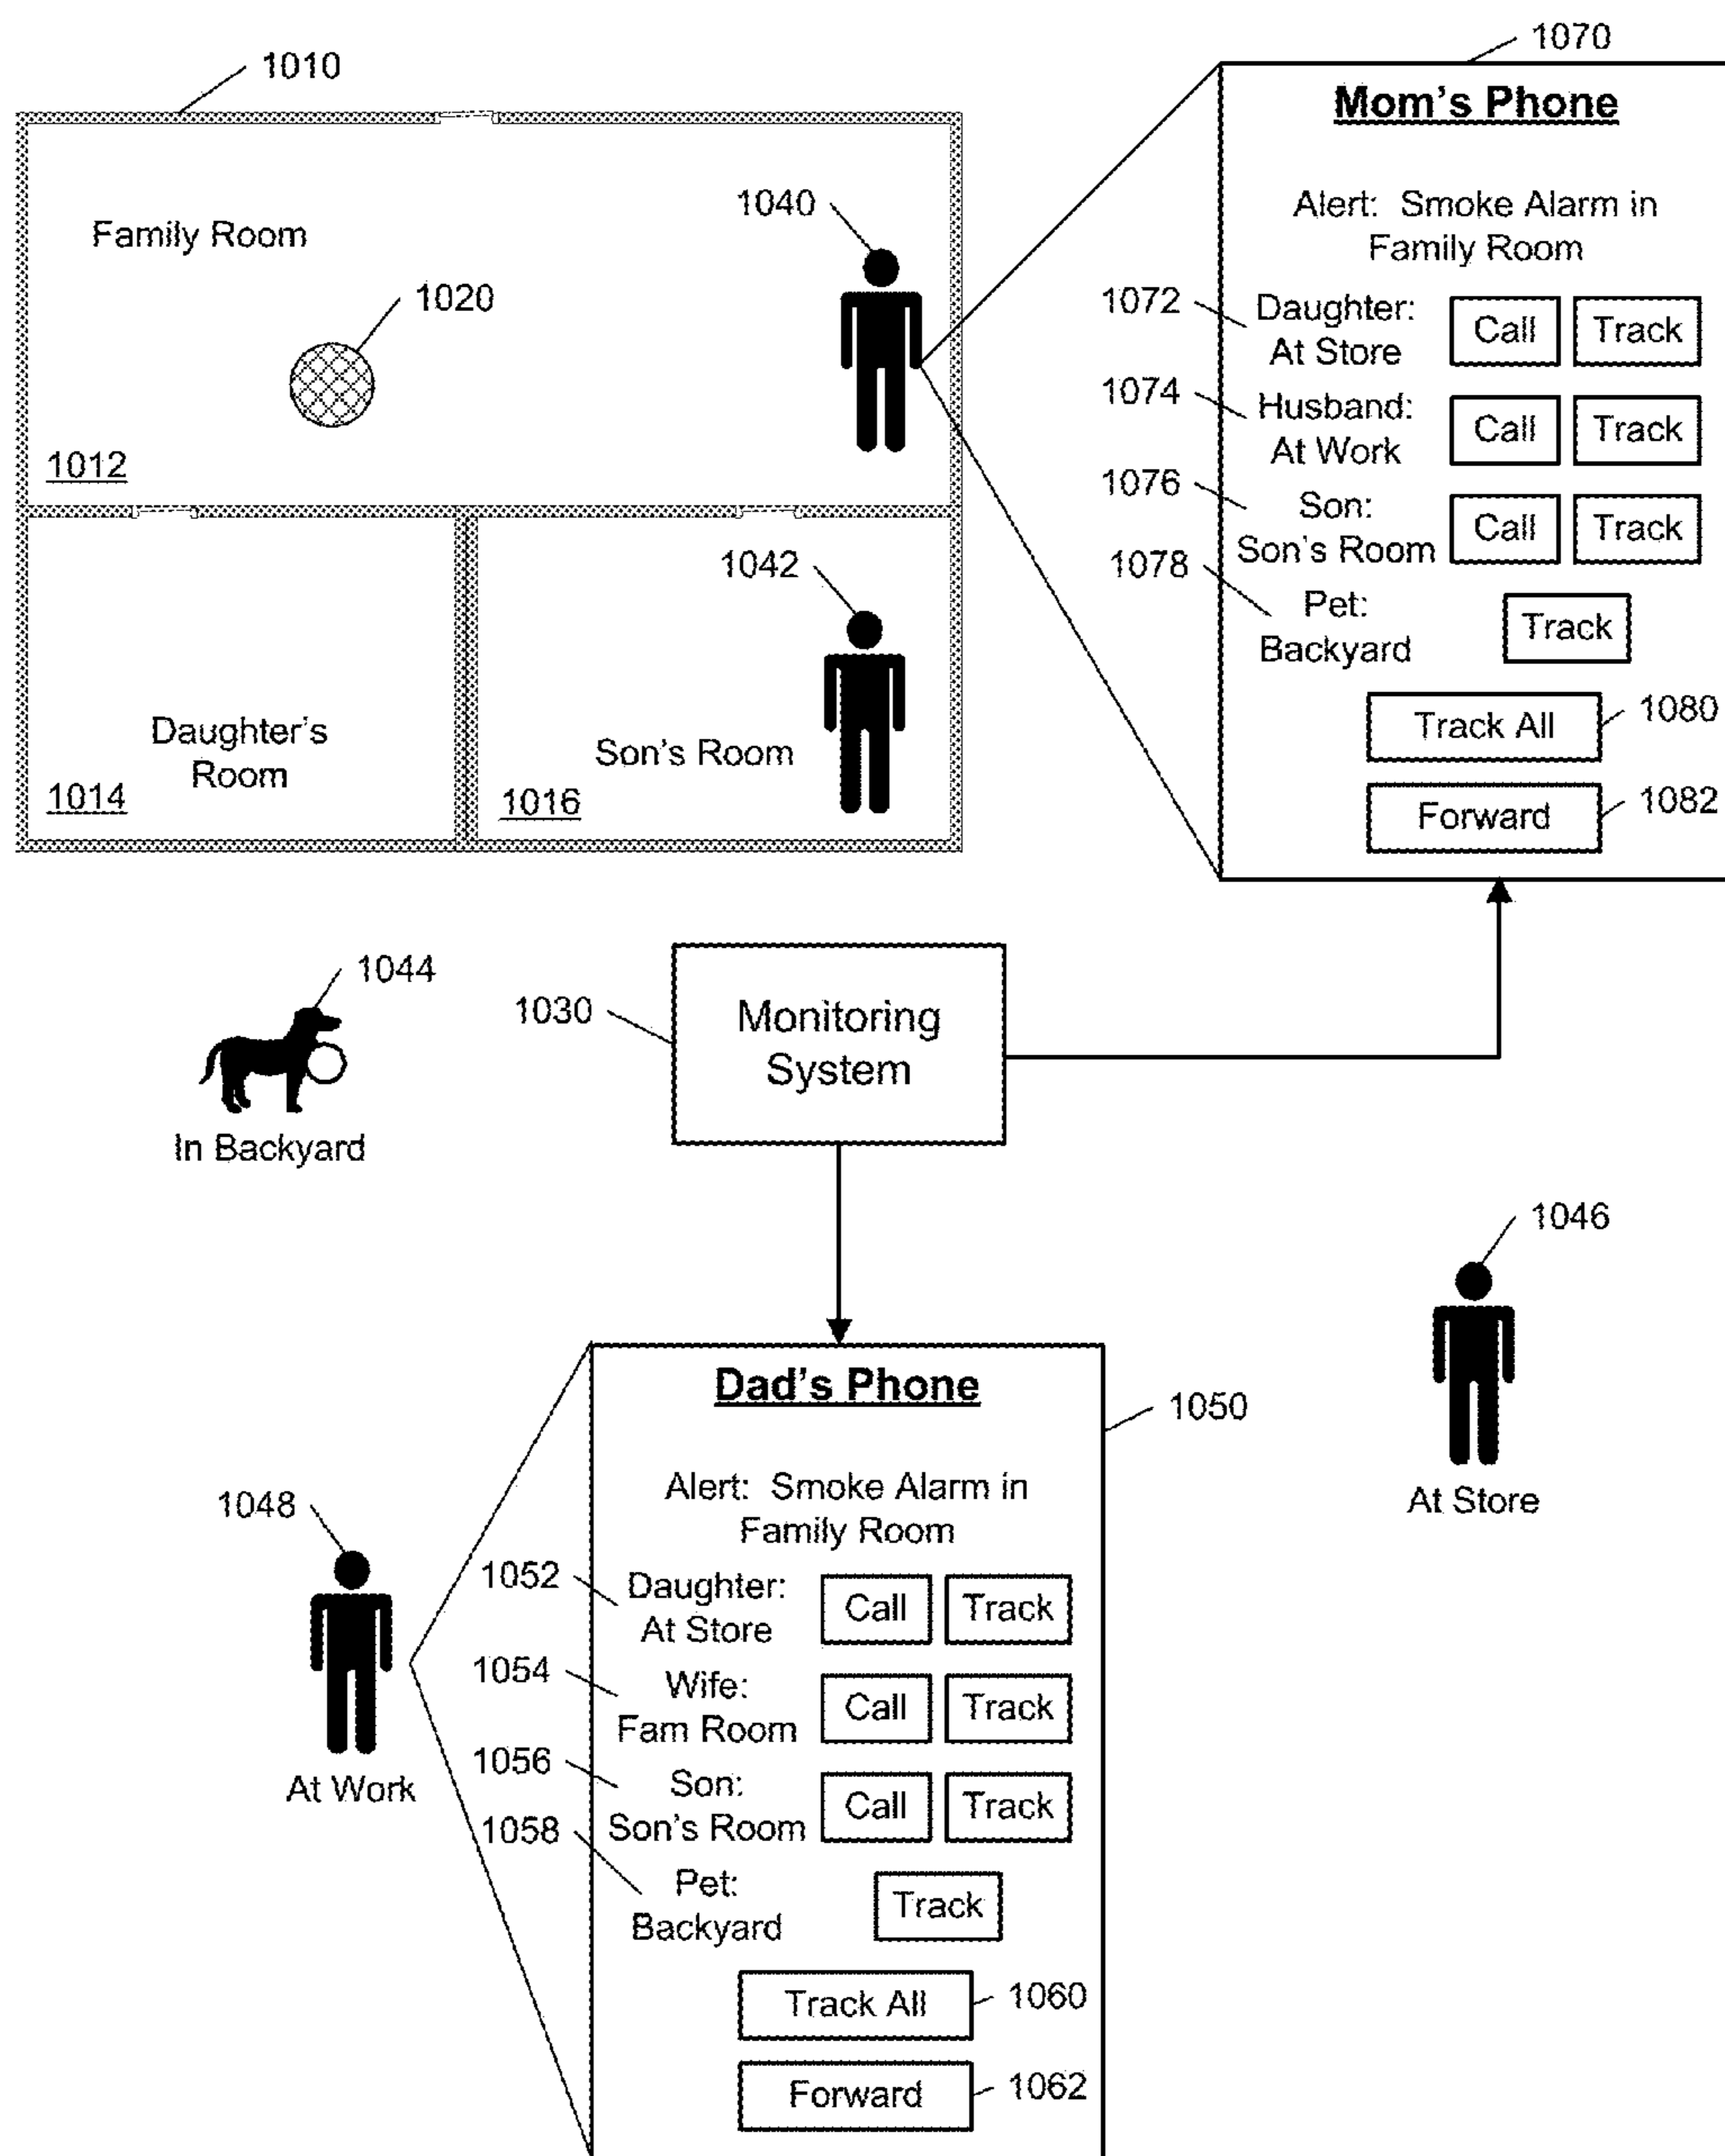 1010
1070
Mom's Phone
Family Room
1040
Alert: Smoke Alarm in
Family Room
1020
1072
Daughter:
At Store
Call
Track
1074
Husband:
At Work
Call
Track
1012
1076
Son:
Son's Room
Call
Track
1042
1078
Pet:
Backyard
Track
Daughter's
Room
Son's Room
1014
1016
Track All
1080
Forward
1082
1044
1030
Monitoring
System
In Backyard
1046
At Store
Dad's Phone
1050
1048
At Work
Alert: Smoke Alarm in
Family Room
1052
Daughter:
At Store
Call
Track
1054
Wife:
Fam Room
Call
Track
1056
Son:
Son's Room
Call
Track
1058
Pet:
Backyard
Track
Track All
1060
Forward
1062